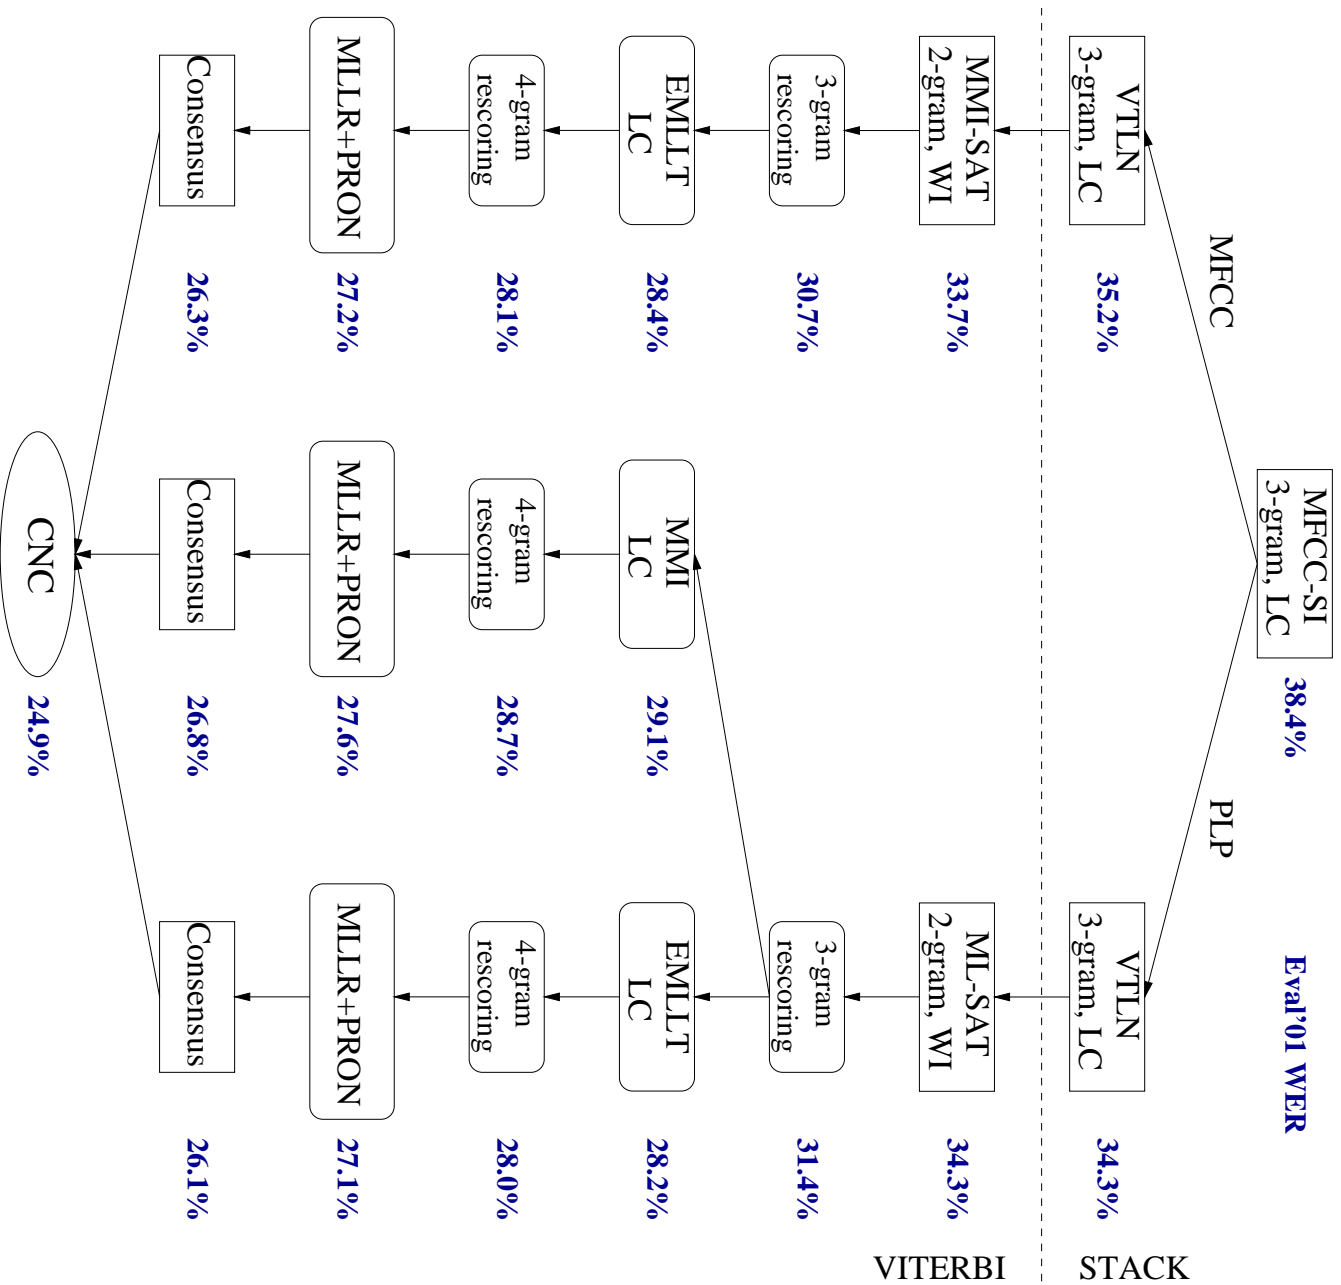 Eval'01 WER
MFCC-SI
3-gram, LC
38.4%
MFCC
PLP
STACK
VTLN
3-gram, LC
35.2%
VTLN
3-gram, LC
34.3%
VITERBI
MMI-SAT
2-gram, WI
33.7%
ML-SAT
2-gram, WI
34.3%
3-gram
rescoring
30.7%
3-gram
rescoring
31.4%
EMLLT
LC
28.4%
MMI
LC
29.1%
EMLLT
LC
28.2%
4-gram
rescoring
28.1%
4-gram
rescoring
28.7%
4-gram
rescoring
28.0%
MLLR+PRON
27.2%
MLLR+PRON
27.6%
MLLR+PRON
27.1%
Consensus
26.3%
Consensus
26.8%
Consensus
26.1%
CNC
24.9%